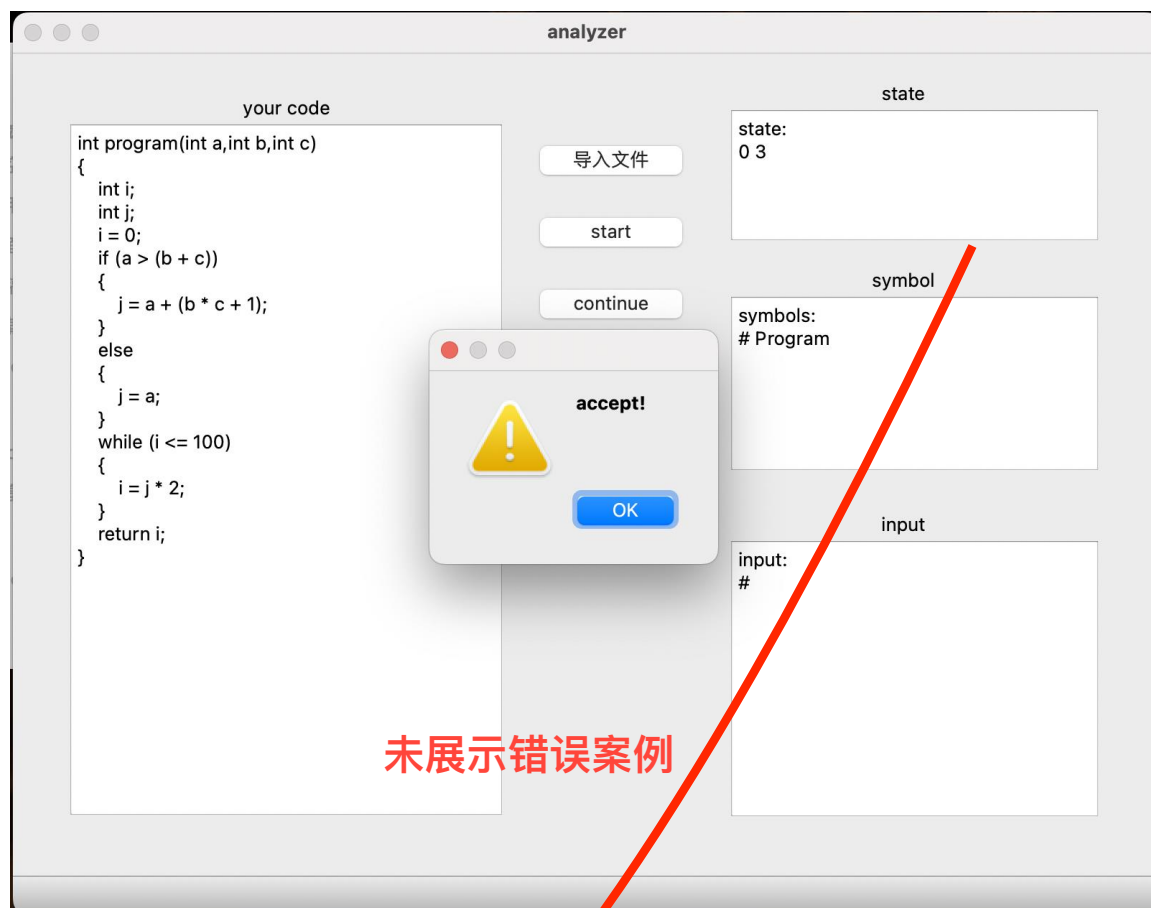 analyzer
your code
int program(int a,int b,int c)
{
int i;
int j;
i = 0;
if (a > (b + c))
{
j = a + (b * c + 1);
}
else
{
j = a;
}
while (i <= 100)
{
i = j * 2;
}
return i;
}
导入文件
start
continue
accept!
OK
state
state:
0 3
symbol
symbols:
# Program
input
input:
#
未展示错误案例